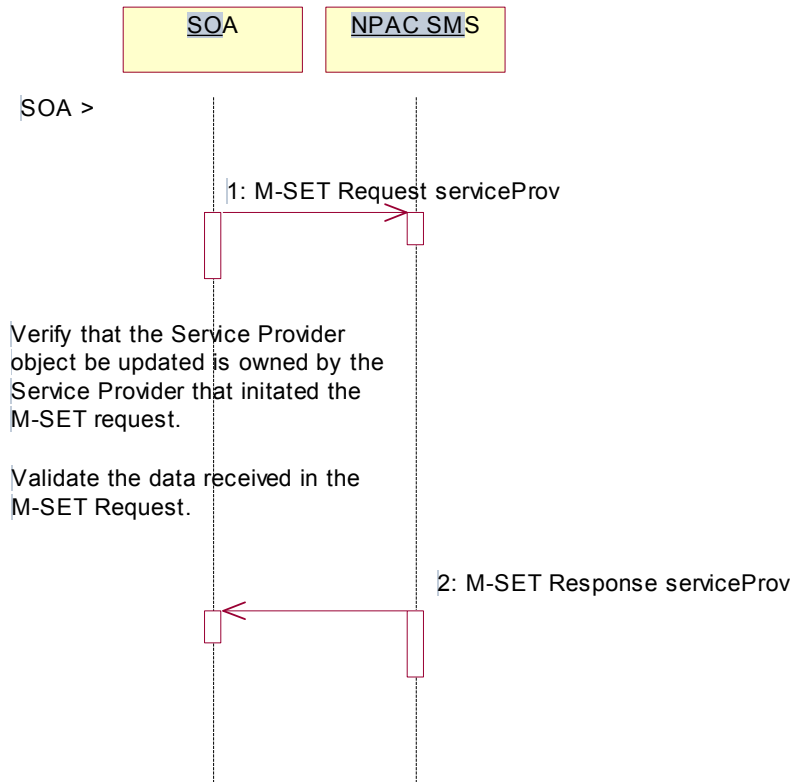 SOA
NPAC SMS
SOA >
1: M-SET Request serviceProv
Verify that the Service Provider
object be updated is owned by the
Service Provider that initated the
M-SET request.
Validate the data received in the
M-SET Request.
2: M-SET Response serviceProv